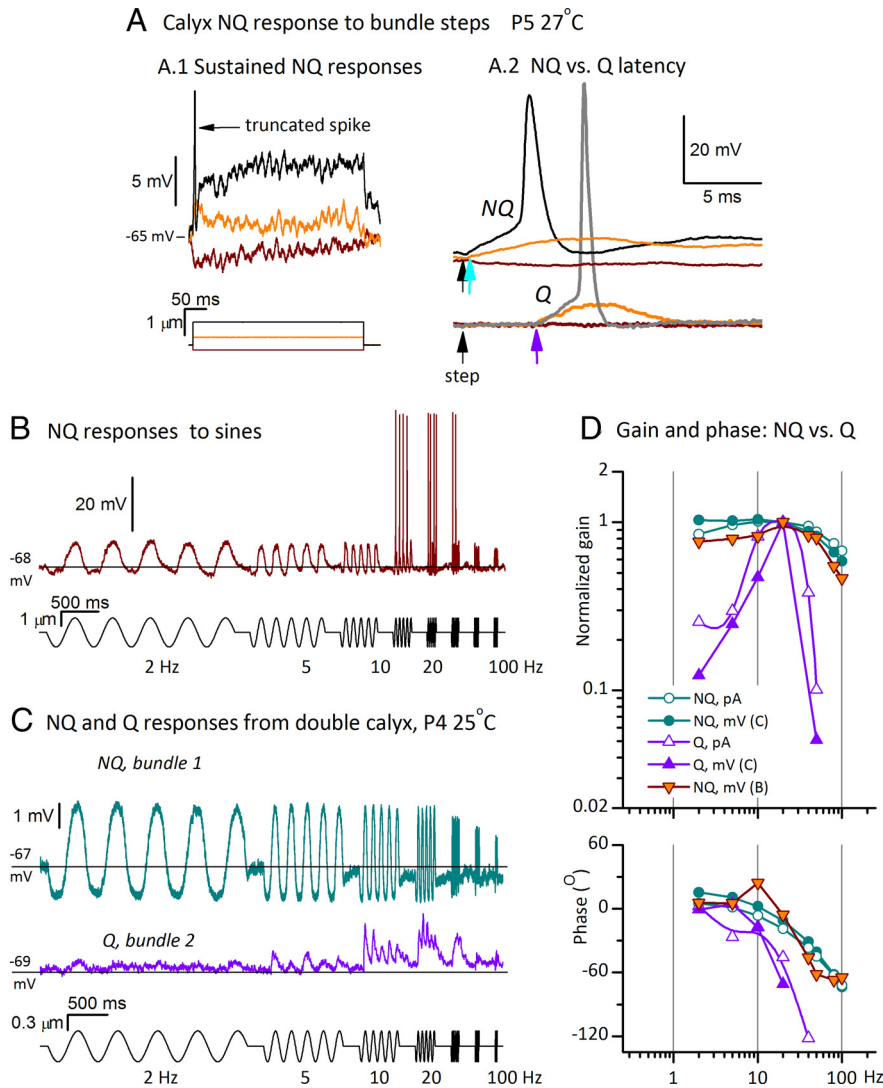 A Calyx NQ response to bundle steps P5 27°C
A.1 Sustained NQ responses
A.2 NQ vs. Q latency
truncated spike
5 mV
-65 mV
50 ms
1 μm
20 mV
5 ms
NQ
Q
step
B NQ responses to sines
20 mV
-68
mV
1 μm
500 ms
2 Hz
5
10
20
100 Hz
C NQ and Q responses from double calyx, P4 25°C
NQ, bundle 1
1 mV
-67
mV
Q, bundle 2
-69
mV
0.3 μm
500 ms
2 Hz
5
10
20
100 Hz
D Gain and phase: NQ vs. Q
Normalized gain
2
1
0.1
0.02
NQ, pA
NQ, mV (C)
Q, pA
Q, mV (C)
NQ, mV (B)
Phase (°)
60
0
-60
-120
1
10
100
Hz